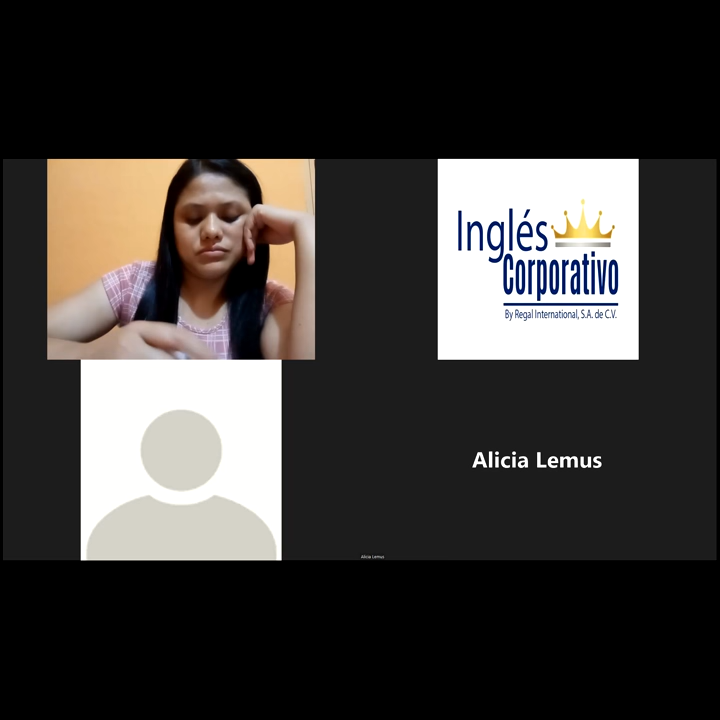 Inglés
Corporativo
By Regal International, S.A. de C.V.
Alicia Lemus
Alicia Lemus